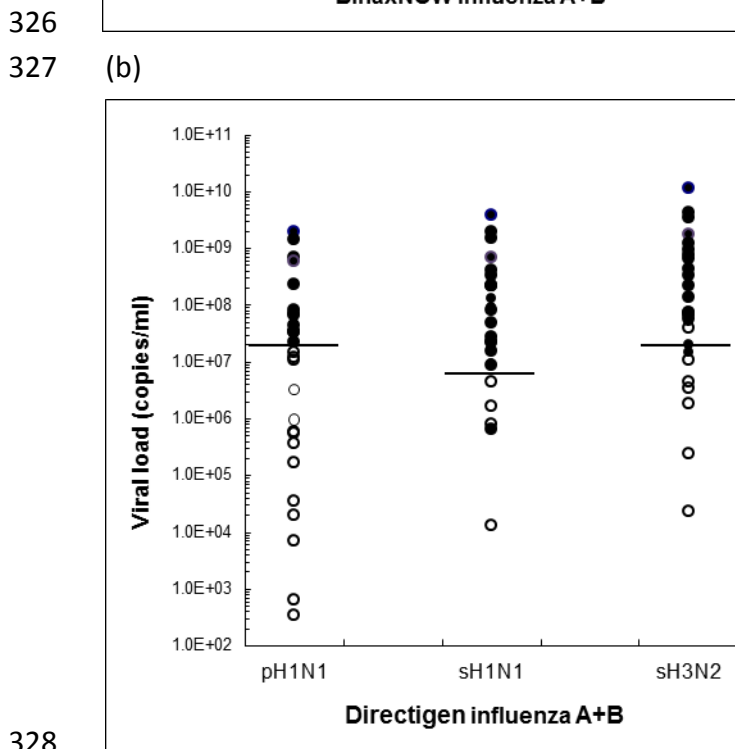 326
327 (b)
1.0E+11
1.0E+10
1.0E+09
1.0E+08
1.0E+07
1.0E+06
1.0E+05
1.0E+04
1.0E+03
1.0E+02
Viral load (copies/ml)
pH1N1 sH1N1 sH3N2
Directigen influenza A+B
328